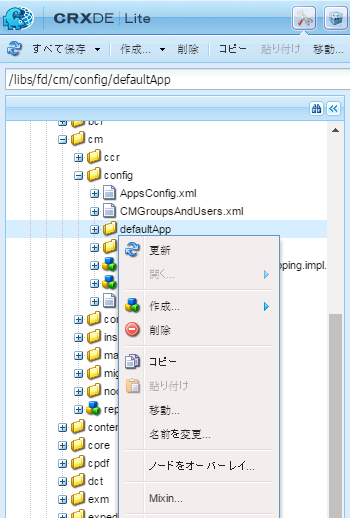 CRXDE | Lite
すべて保存 作成... 削除 コピー 貼り付け 移動...
/libs/fd/cm/config/defaultApp
cm
ccr
config
AppsConfig.xml
CMGroupsAndUsers.xml
defaultApp
更新
開く...
pping.impl.
作成...
削除
コピー
貼り付け
移動...
名前を変更...
ノードをオーバーレイ...
Mixin...
cor
ins
ma
mig
noc
rep
conten
core
cpdf
dct
exm